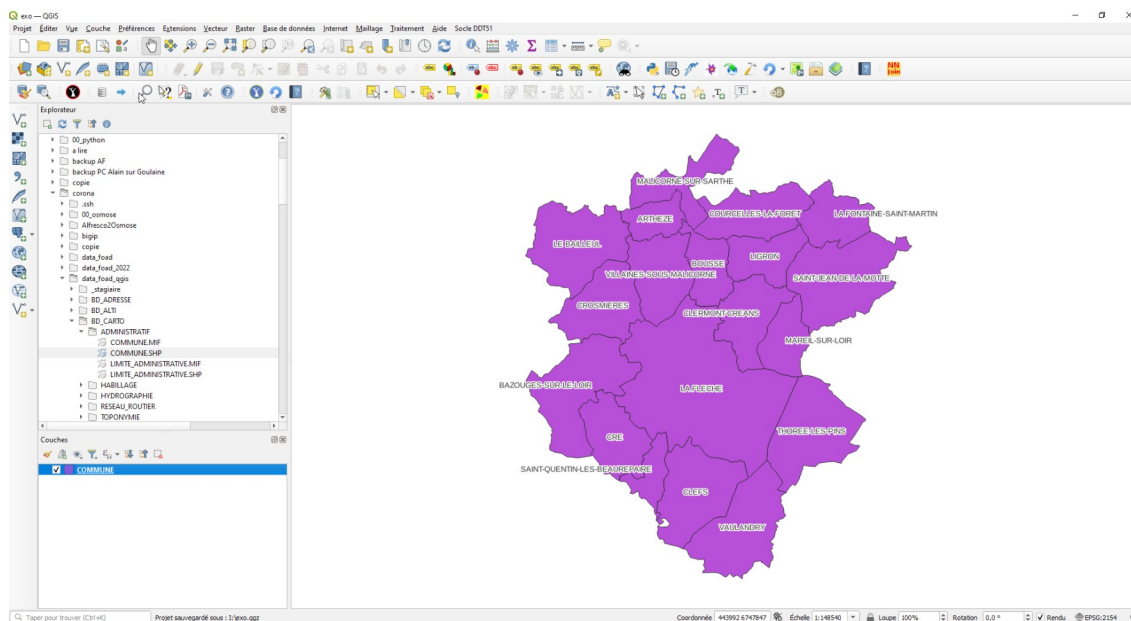 exo — QGIS
Projet Éditer Vue Couche Préférences Extensions Vecteur Raster Base de données Internet Maillage Traitement Aide Socle DDT51
NN
join
Explorateur
00_python
a lire
backup AF
backup PC Alain sur Goulaine
copie
corona
.ssh
00_osmose
Alfresco2Osmose
bigip
copie
data_foad
data_foad_2022
data_foad_qgis
_stagiaire
BD_ADRESSE
BD_ALTI
BD_CARTO
ADMINISTRATIF
COMMUNE.MIF
COMMUNE.SHP
LIMITE_ADMINISTRATIVE.MIF
LIMITE_ADMINISTRATIVE.SHP
HABILLAGE
HYDROGRAPHIE
RESEAU_ROUTIER
TOPONYMIE
Couches
COMMUNE
MALICORNE-SUR-SARTHE
ARTHEZE
COURCELLES-LA-FORET
LA FONTAINE-SAINT-MARTIN
LE BAILLEUL
BOUSSE
LIGRON
VILLAINES-SOUS-MALICORNE
SAINT-JEAN-DE-LA-MOTTE
CROSMIERES
CLERMONT-CREANS
MAREIL-SUR-LOIR
BAZOUGES-SUR-LE-LOIR
LA FLECHE
CRE
THOREE-LES-PINS
SAINT-QUENTIN-LES-BEAUREPAIRE
CLEFS
VAULANDRY
Taper pour trouver (Ctrl+K) Projet sauvegardé sous : I:\exo.qgz Coordonnée 443992 6747847 Échelle 1:148540 Loupe 100% Rotation 0,0 ° Rendu EPSG:2154